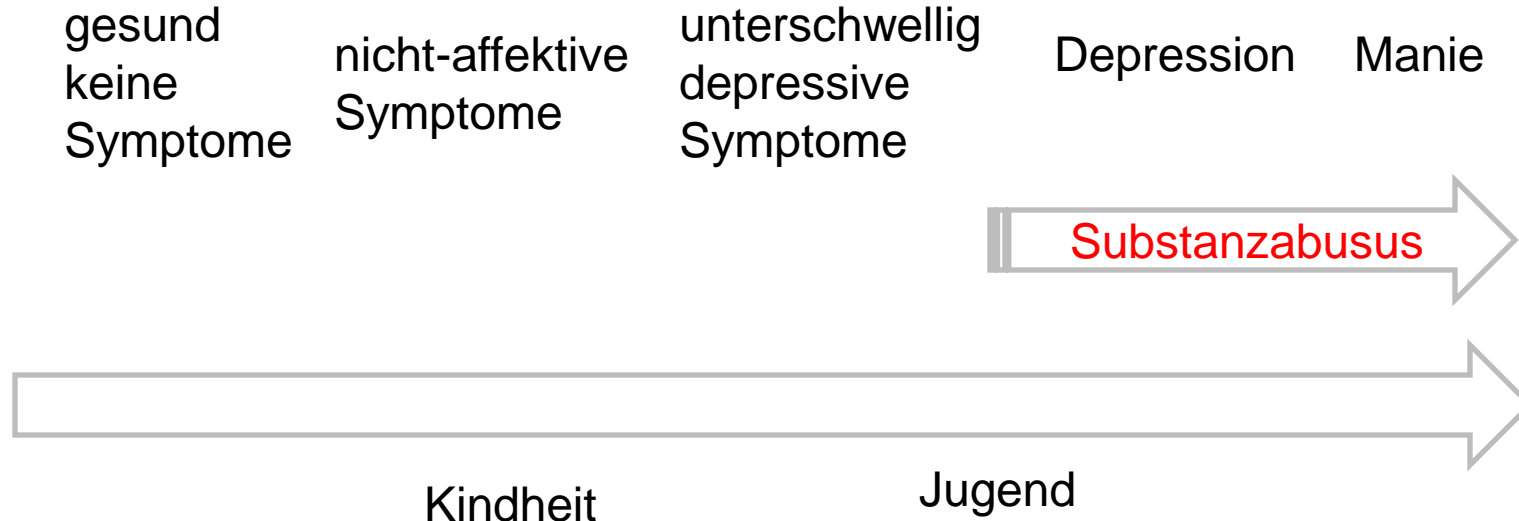 gesund
keine
Symptome
nicht-affektive
Symptome
unterschwellig
depressive
Symptome
Depression
Manie
Substanzabusus
Kindheit
Jugend